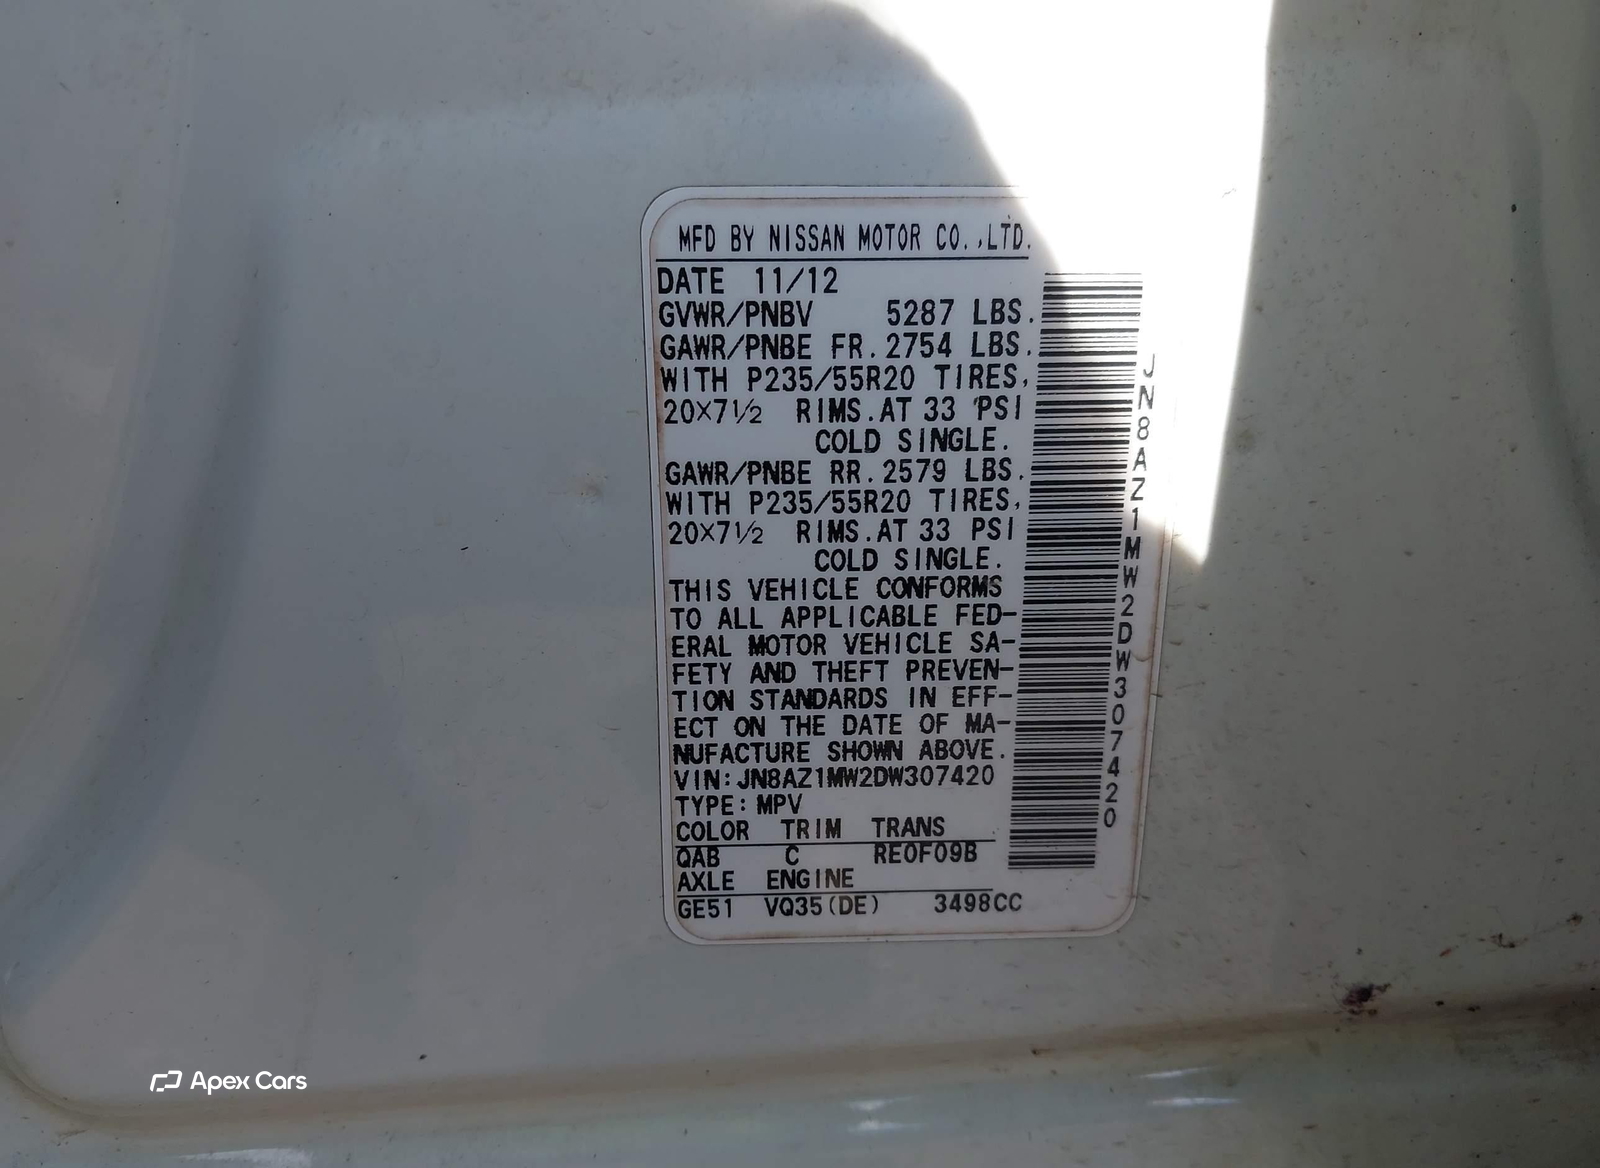 MFD BY NISSAN MOTOR CO.,LTD.
DATE 11/12
GVWR/PNBV 5287 LBS.
GAWR/PNBE FR. 2754 LBS.
WITH P235/55R20 TIRES,
20×7½ RIMS. AT 33 PSI
COLD SINGLE.
GAWR/PNBE RR. 2579 LBS.
WITH P235/55R20 TIRES,
20×7½ RIMS. AT 33 PSI
COLD SINGLE.
THIS VEHICLE CONFORMS
TO ALL APPLICABLE FED-
ERAL MOTOR VEHICLE SA-
FETY AND THEFT PREVEN-
TION STANDARDS IN EFF-
ECT ON THE DATE OF MA-
NUFACTURE SHOWN ABOVE.
VIN:JN8AZ1MW2DW307420
TYPE: MPV
COLOR TRIM TRANS
QAB C RE0F09B
AXLE ENGINE
GE51 VQ35(DE) 3498CC
JN8AZ1MW2DW307420
Apex Cars